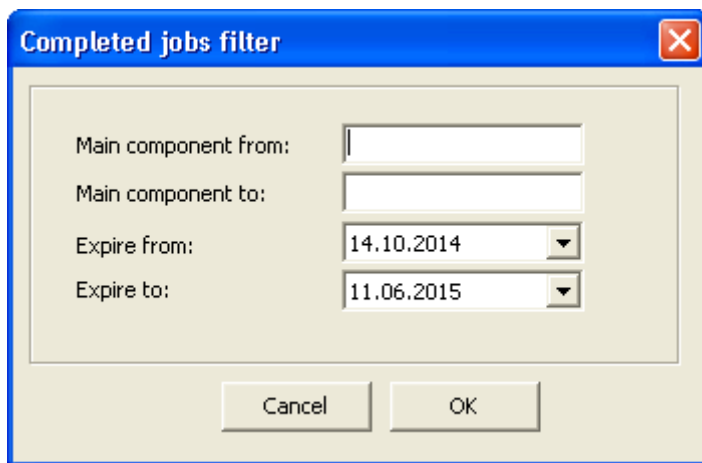 Completed jobs filter
Main component from:
Main component to:
Expire from: 14.10.2014
Expire to: 11.06.2015
Cancel OK